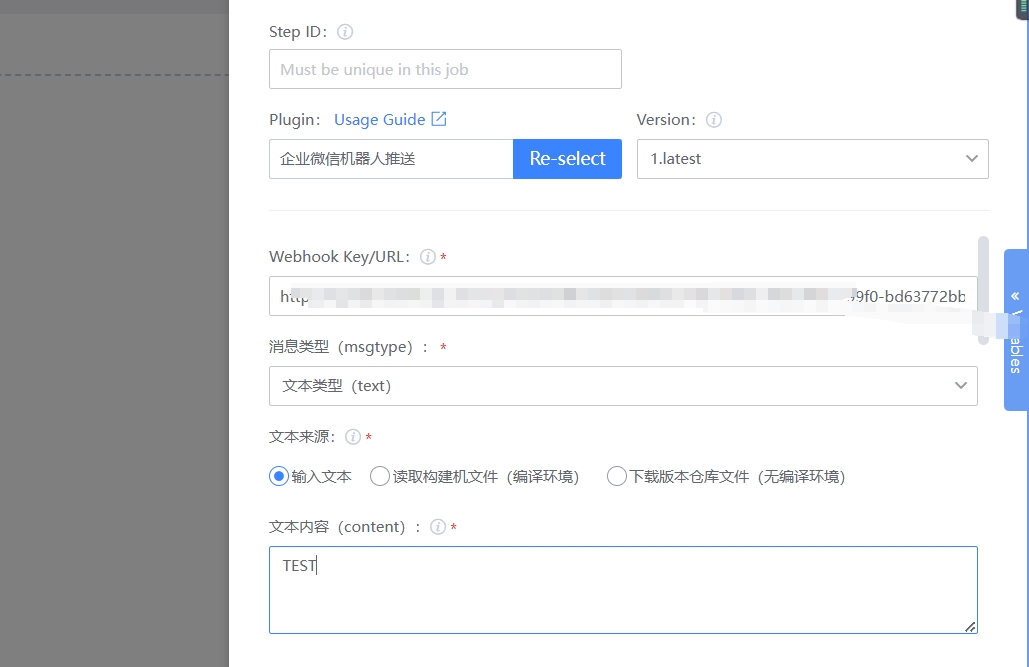 Step ID:
Must be unique in this job
Plugin: Usage Guide Version:
企业微信机器人推送 Re-select 1.latest
Webhook Key/URL: *
9f0-bd63772bb
消息类型（msgtype）: *
文本类型（text）
文本来源: *
输入文本 读取构建机文件（编译环境） 下载版本仓库文件（无编译环境）
文本内容（content）: *
TEST